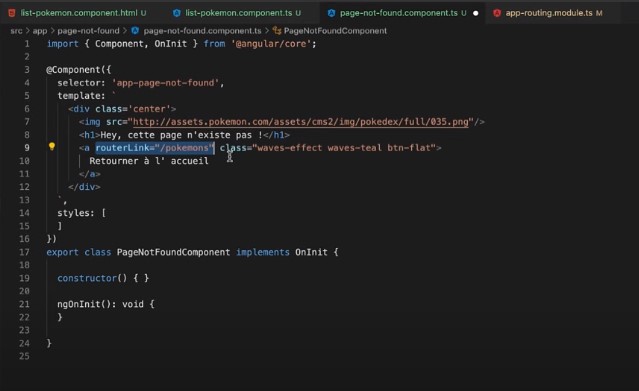 list-pokemon.component.html U list-pokemon.component.ts U page-not-found.component.ts U app-routing.module.ts M
src > app > page-not-found > page-not-found.component.ts > PageNotFoundComponent
1 import { Component, OnInit } from '@angular/core';
2
3 @Component({
4 selector: 'app-page-not-found',
5 template: `
6 <div class='center'>
7 <img src="http://assets.pokemon.com/assets/cms2/img/pokedex/full/035.png"/>
8 <h1>Hey, cette page n'existe pas !</h1>
9 <a routerLink="/pokemons" class="waves-effect waves-teal btn-flat">
10 Retourner à l' accueil
11 </a>
12 </div>
13 `,
14 styles: [
15 ]
16 })
17 export class PageNotFoundComponent implements OnInit {
18
19 constructor() { }
20
21 ngOnInit(): void {
22 }
23
24 }
25